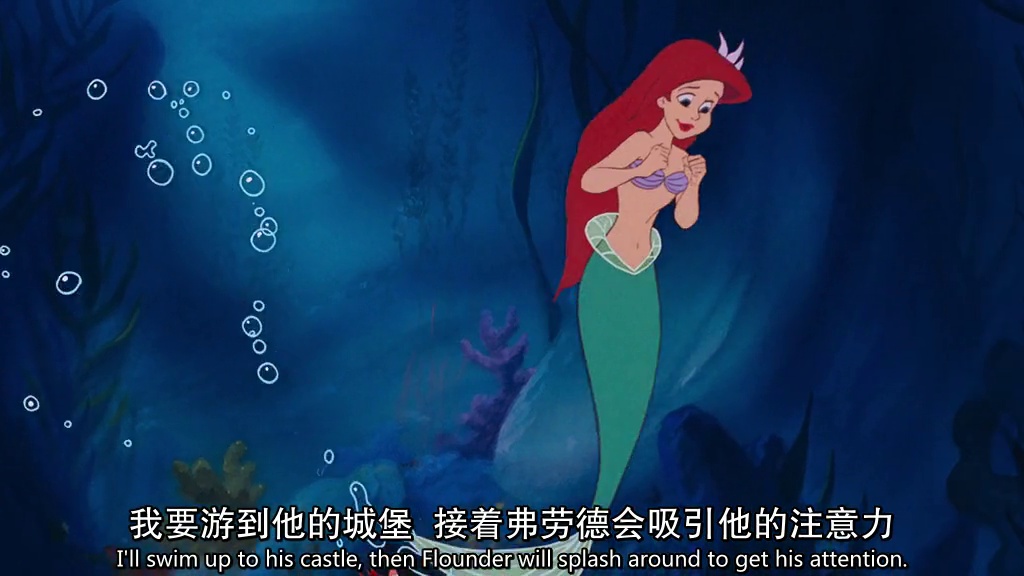 我要游到他的城堡 接着弗劳德会吸引他的注意力
I'll swim up to his castle, then Flounder will splash around to get his attention.